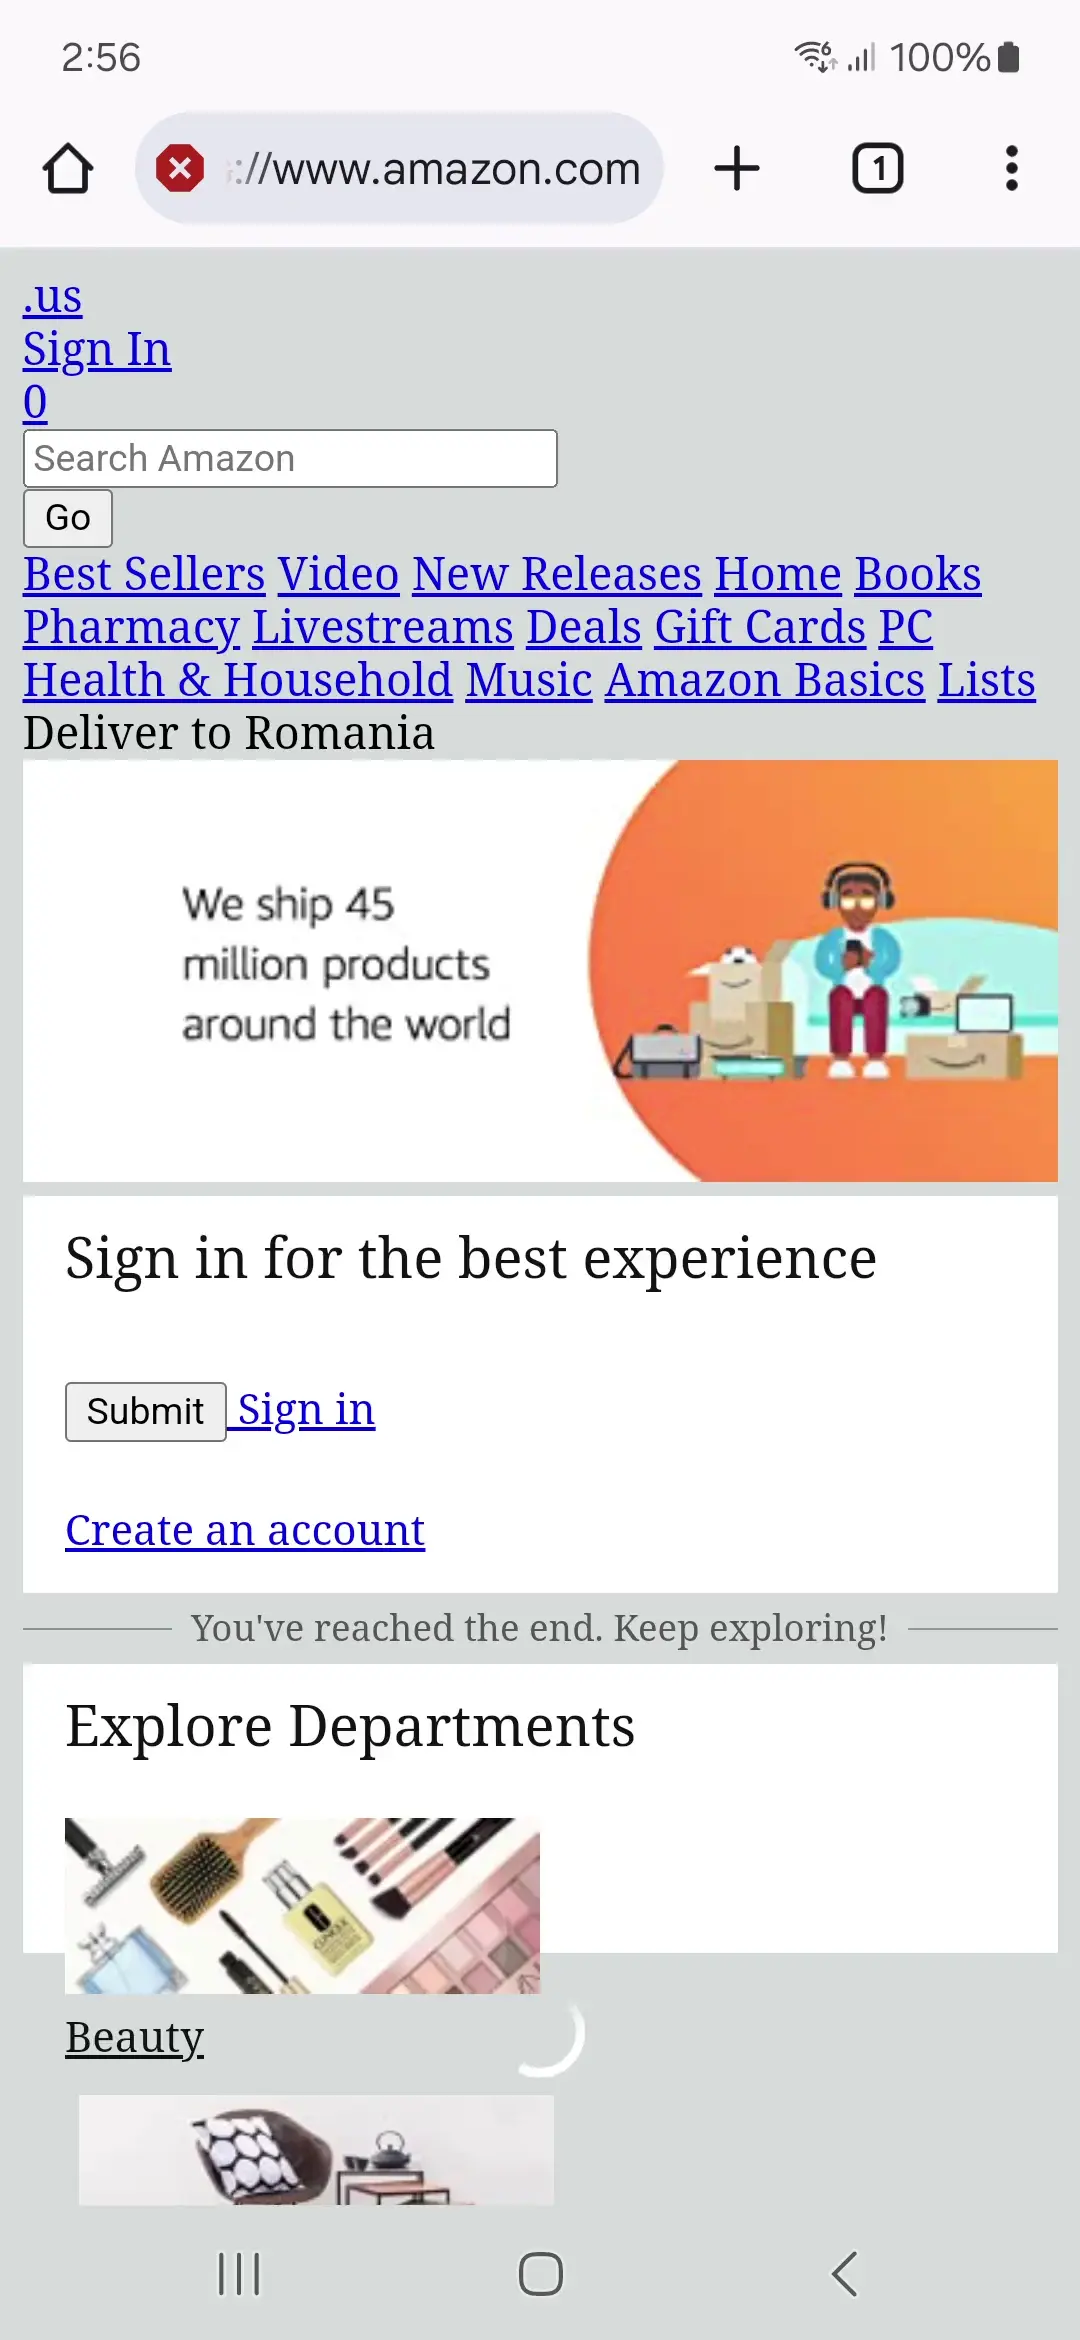 2:56
100%
://www.amazon.com
1
.us
Sign In
0
Search Amazon
Go
Best Sellers Video New Releases Home Books
Pharmacy Livestreams Deals Gift Cards PC
Health & Household Music Amazon Basics Lists
Deliver to Romania
We ship 45
million products
around the world
Sign in for the best experience
Submit Sign in
Create an account
You've reached the end. Keep exploring!
Explore Departments
CLINIQUE
Beauty